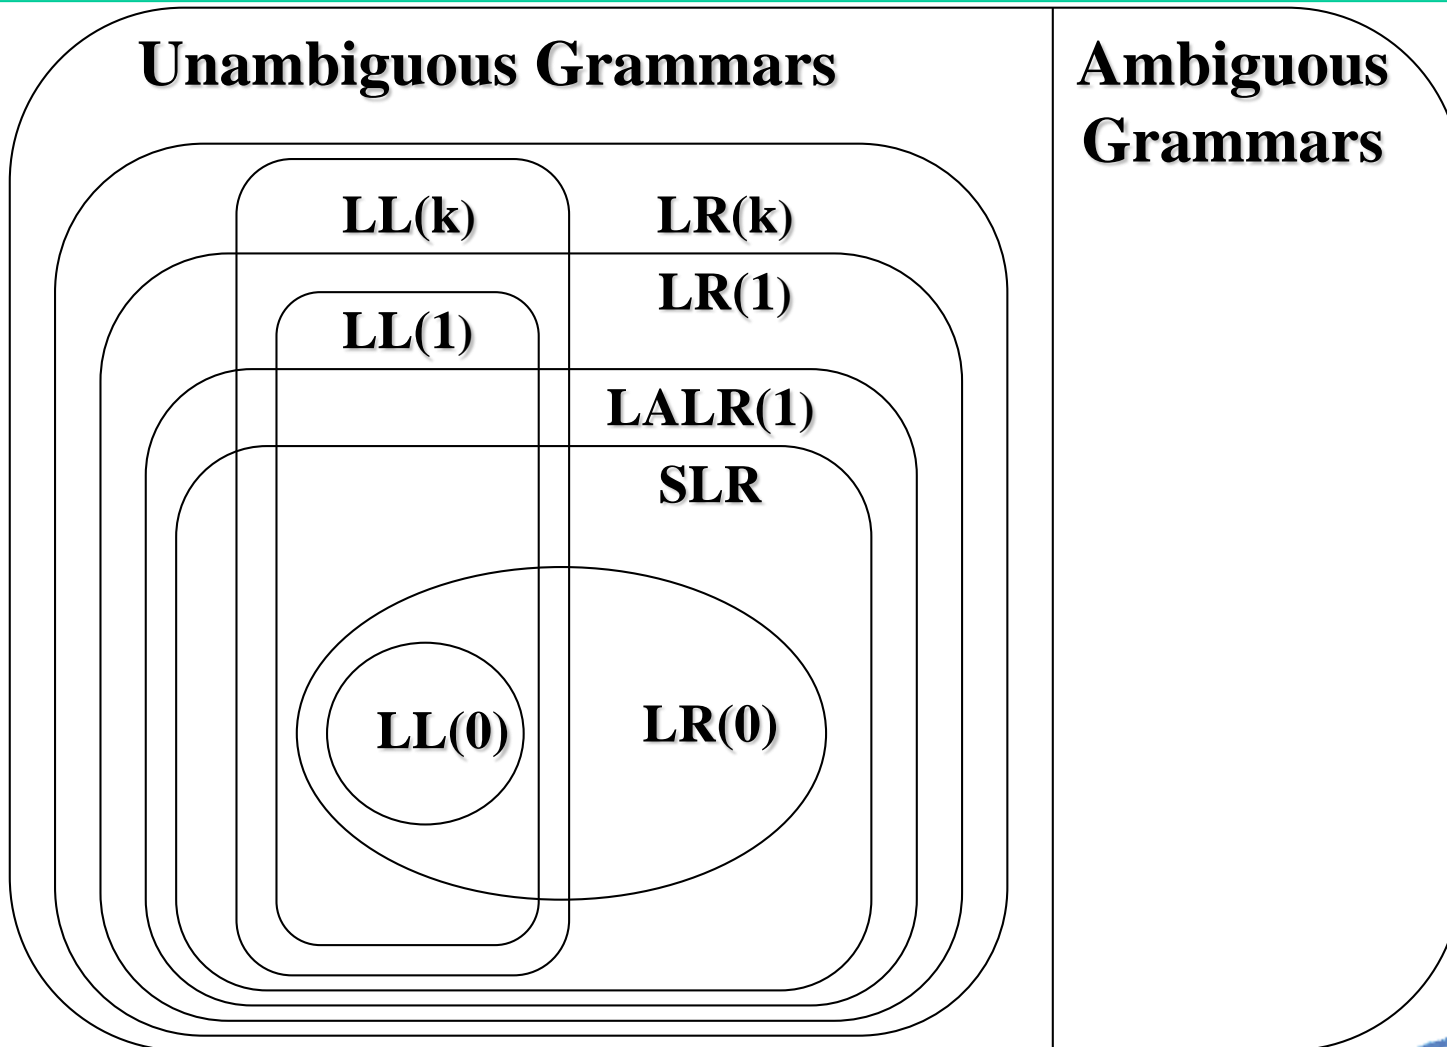 Unambiguous Grammars
Ambiguous
Grammars
LL(k)
LR(k)
LR(1)
LL(1)
LALR(1)
SLR
LL(0)
LR(0)